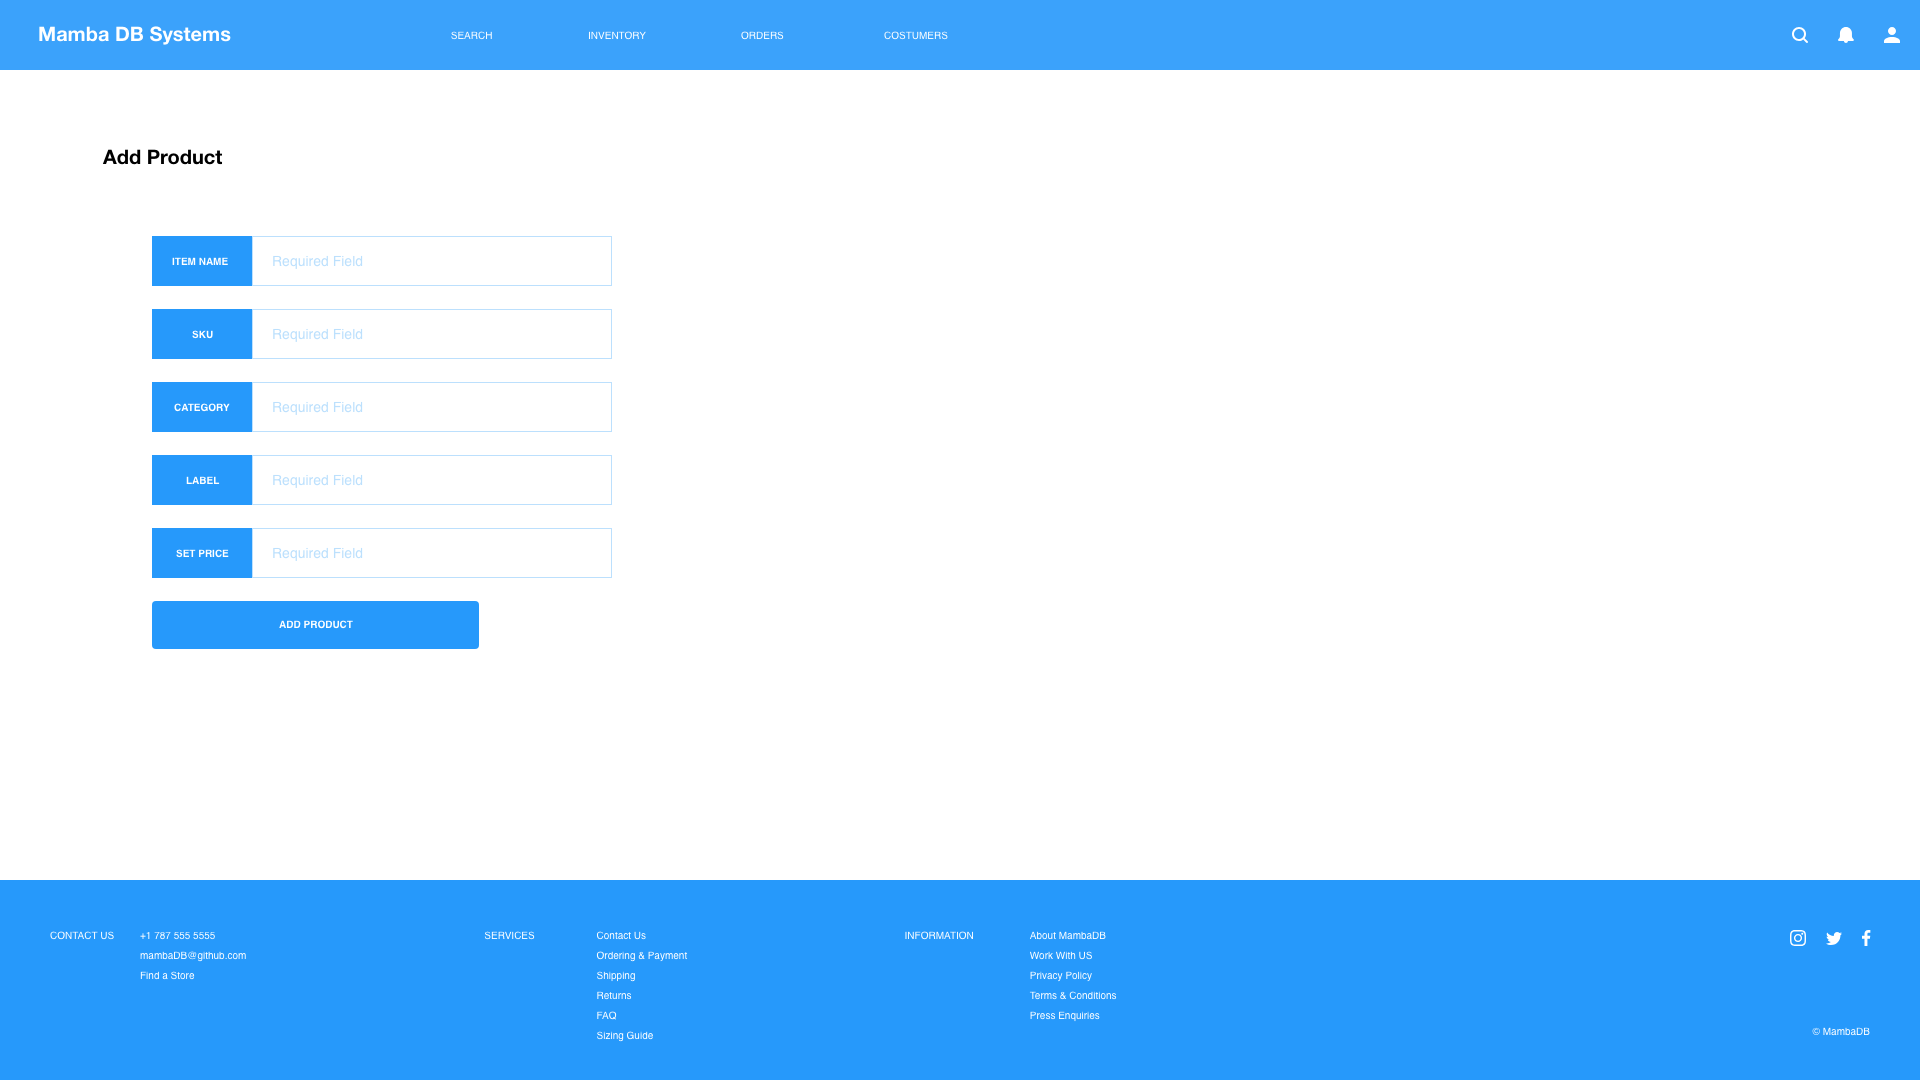 Mamba DB Systems
SEARCH
INVENTORY
ORDERS
COSTUMERS
Add Product
ITEM NAME
Required Field
SKU
Required Field
CATEGORY
Required Field
LABEL
Required Field
SET PRICE
Required Field
ADD PRODUCT
CONTACT US
+1 787 555 5555
mambaDB@github.com
Find a Store
SERVICES
Contact Us
Ordering & Payment
Shipping
Returns
FAQ
Sizing Guide
INFORMATION
About MambaDB
Work With US
Privacy Policy
Terms & Conditions
Press Enquiries
© MambaDB